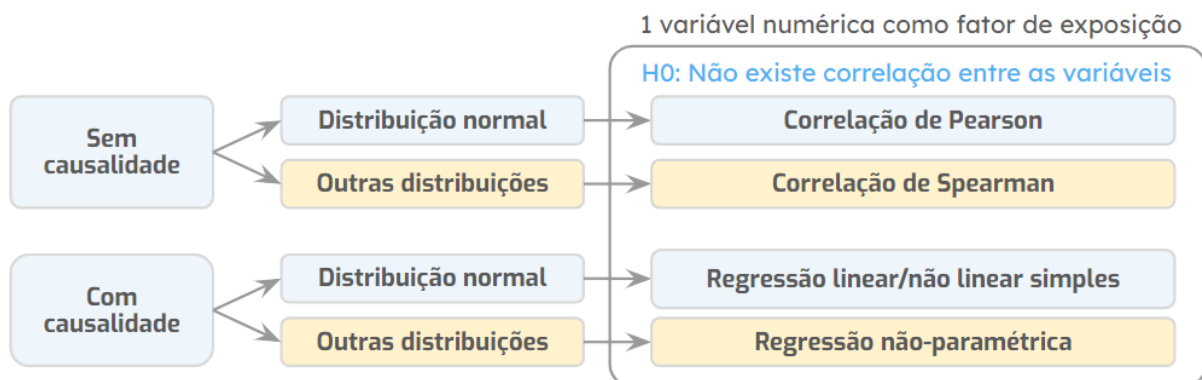 1 variável numérica como fator de exposição
H0: Não existe correlação entre as variáveis
Sem
causalidade
Distribuição normal
Correlação de Pearson
Outras distribuições
Correlação de Spearman
Com
causalidade
Distribuição normal
Regressão linear/não linear simples
Outras distribuições
Regressão não-paramétrica